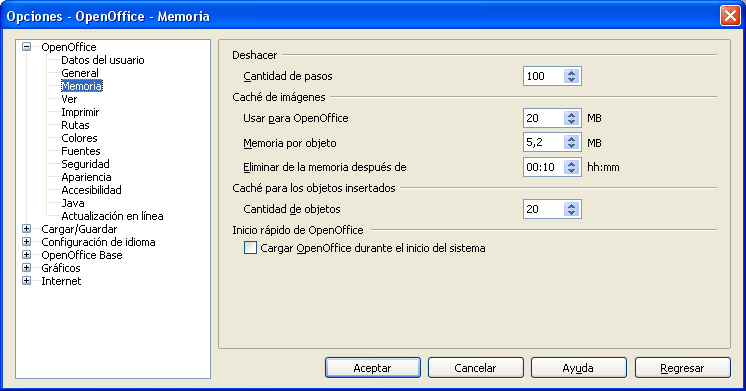 Opciones - OpenOffice - Memoria
OpenOffice
Datos del usuario
General
Memoria
Ver
Imprimir
Rutas
Colores
Fuentes
Seguridad
Apariencia
Accesibilidad
Java
Actualización en línea
Cargar/Guardar
Configuración de idioma
OpenOffice Base
Gráficos
Internet
Deshacer
Cantidad de pasos 100
Caché de imágenes
Usar para OpenOffice 20 MB
Memoria por objeto 5,2 MB
Eliminar de la memoria después de 00:10 hh:mm
Caché para los objetos insertados
Cantidad de objetos 20
Inicio rápido de OpenOffice
Cargar OpenOffice durante el inicio del sistema
Aceptar Cancelar Ayuda Regresar